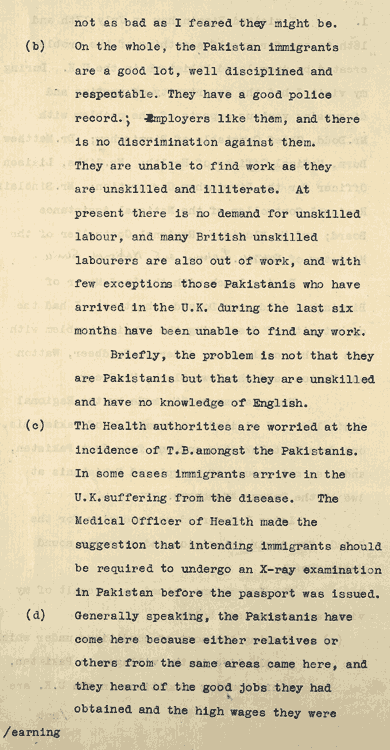 not as bad as I feared they might be.
(b) On the whole, the Pakistan immigrants
are a good lot, well disciplined and
respectable. They have a good police
record.; Employers like them, and there
is no discrimination against them.
They are unable to find work as they
are unskilled and illiterate. At
present there is no demand for unskilled
labour, and many British unskilled
labourers are also out of work, and with
few exceptions those Pakistanis who have
arrived in the U.K. during the last six
months have been unable to find any work.
Briefly, the problem is not that they
are Pakistanis but that they are unskilled
and have no knowledge of English.
(c) The Health authorities are worried at the
incidence of T.B.amongst the Pakistanis.
In some cases immigrants arrive in the
U.K.suffering from the disease. The
Medical Officer of Health made the
suggestion that intending immigrants should
be required to undergo an X-ray examination
in Pakistan before the passport was issued.
(d) Generally speaking, the Pakistanis have
come here because either relatives or
others from the same areas came here, and
they heard of the good jobs they had
obtained and the high wages they were
/earning